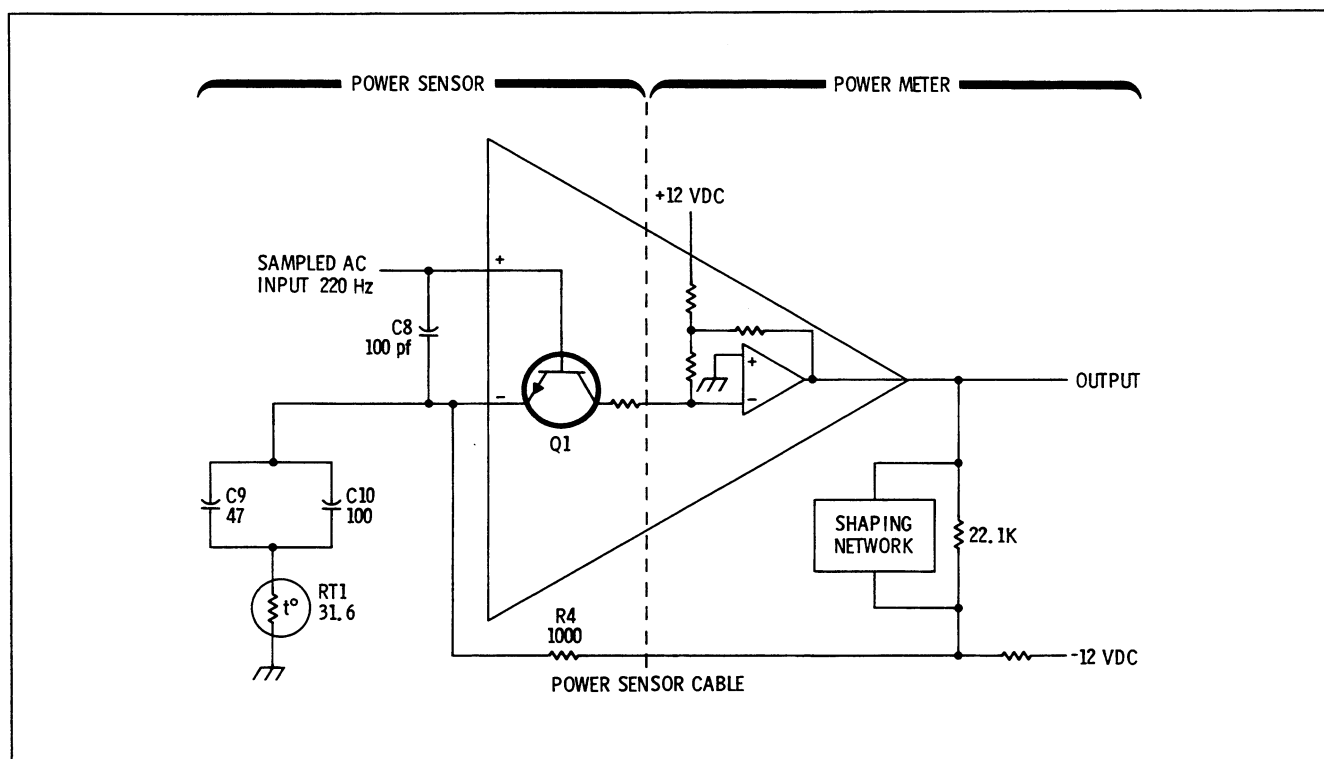 POWER SENSOR
POWER METER
+12 VDC
SAMPLED AC
INPUT 220 Hz
+
C8
100 pf
+
-
-
OUTPUT
Q1
C9
47
C10
100
SHAPING
NETWORK
22.1K
t°
RT1
31.6
R4
1000
-12 VDC
POWER SENSOR CABLE